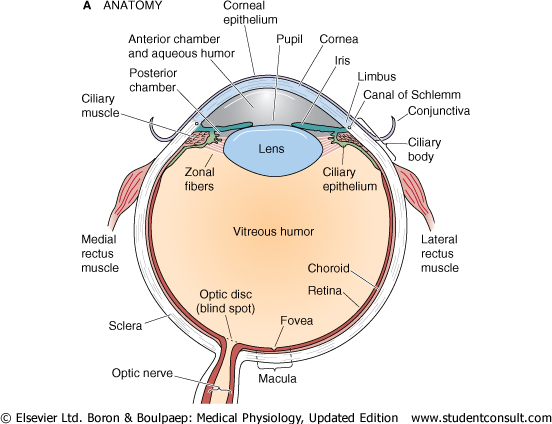 A ANATOMY
Corneal
epithelium
Anterior chamber
and aqueous humor
Pupil
Cornea
Iris
Posterior
chamber
Limbus
Canal of Schlemm
Conjunctiva
Ciliary
muscle
Ciliary
body
Lens
Zonal
fibers
Ciliary
epithelium
Vitreous humor
Medial
rectus
muscle
Lateral
rectus
muscle
Choroid
Retina
Optic disc
(blind spot)
Fovea
Sclera
Optic nerve
Macula
© Elsevier Ltd. Boron & Boulpaep: Medical Physiology, Updated Edition www.studentconsult.com